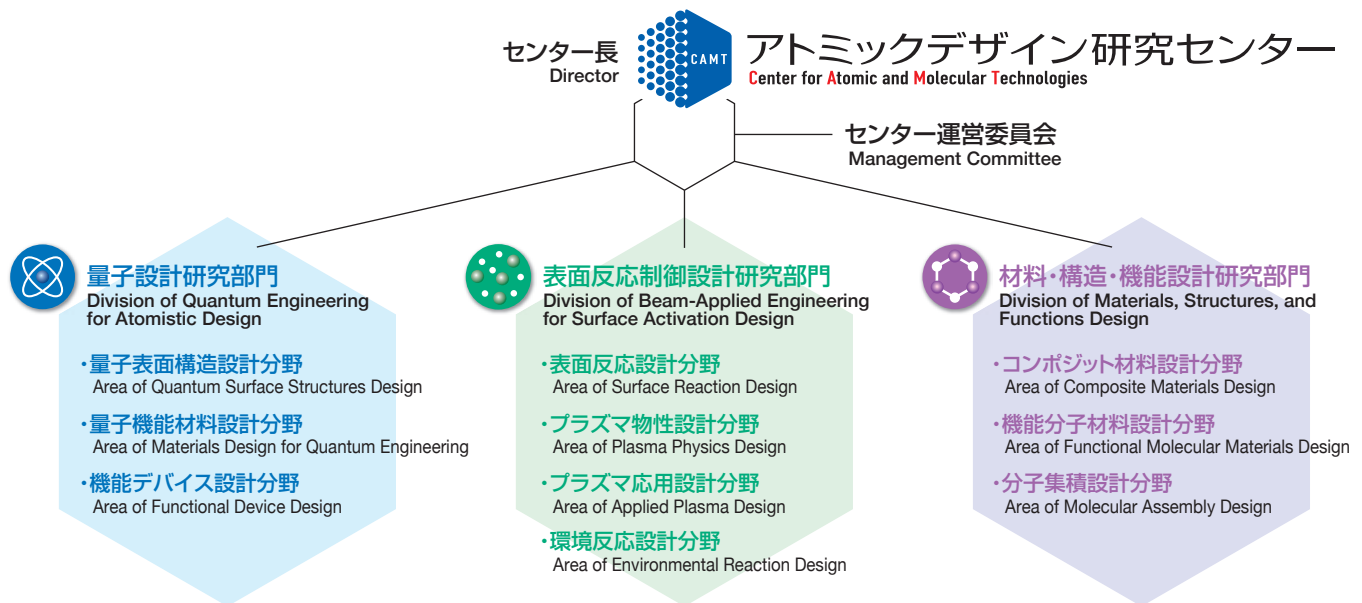 センター長
Director
CAMT
アトミックデザイン研究センター
Center for Atomic and Molecular Technologies
センター運営委員会
Management Committee
量子設計研究部門
Division of Quantum Engineering
for Atomistic Design
・量子表面構造設計分野
Area of Quantum Surface Structures Design
・量子機能材料設計分野
Area of Materials Design for Quantum Engineering
・機能デバイス設計分野
Area of Functional Device Design
表面反応制御設計研究部門
Division of Beam-Applied Engineering
for Surface Activation Design
・表面反応設計分野
Area of Surface Reaction Design
・プラズマ物性設計分野
Area of Plasma Physics Design
・プラズマ応用設計分野
Area of Applied Plasma Design
・環境反応設計分野
Area of Environmental Reaction Design
材料・構造・機能設計研究部門
Division of Materials, Structures, and
Functions Design
・コンポジット材料設計分野
Area of Composite Materials Design
・機能分子材料設計分野
Area of Functional Molecular Materials Design
・分子集積設計分野
Area of Molecular Assembly Design